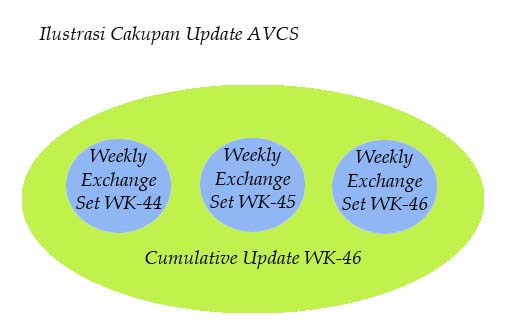 Ilustrasi Cakupan Update AVCS
Weekly
Exchange
Set WK-44
Weekly
Exchange
Set WK-45
Weekly
Exchange
Set WK-46
Cumulative Update WK-46